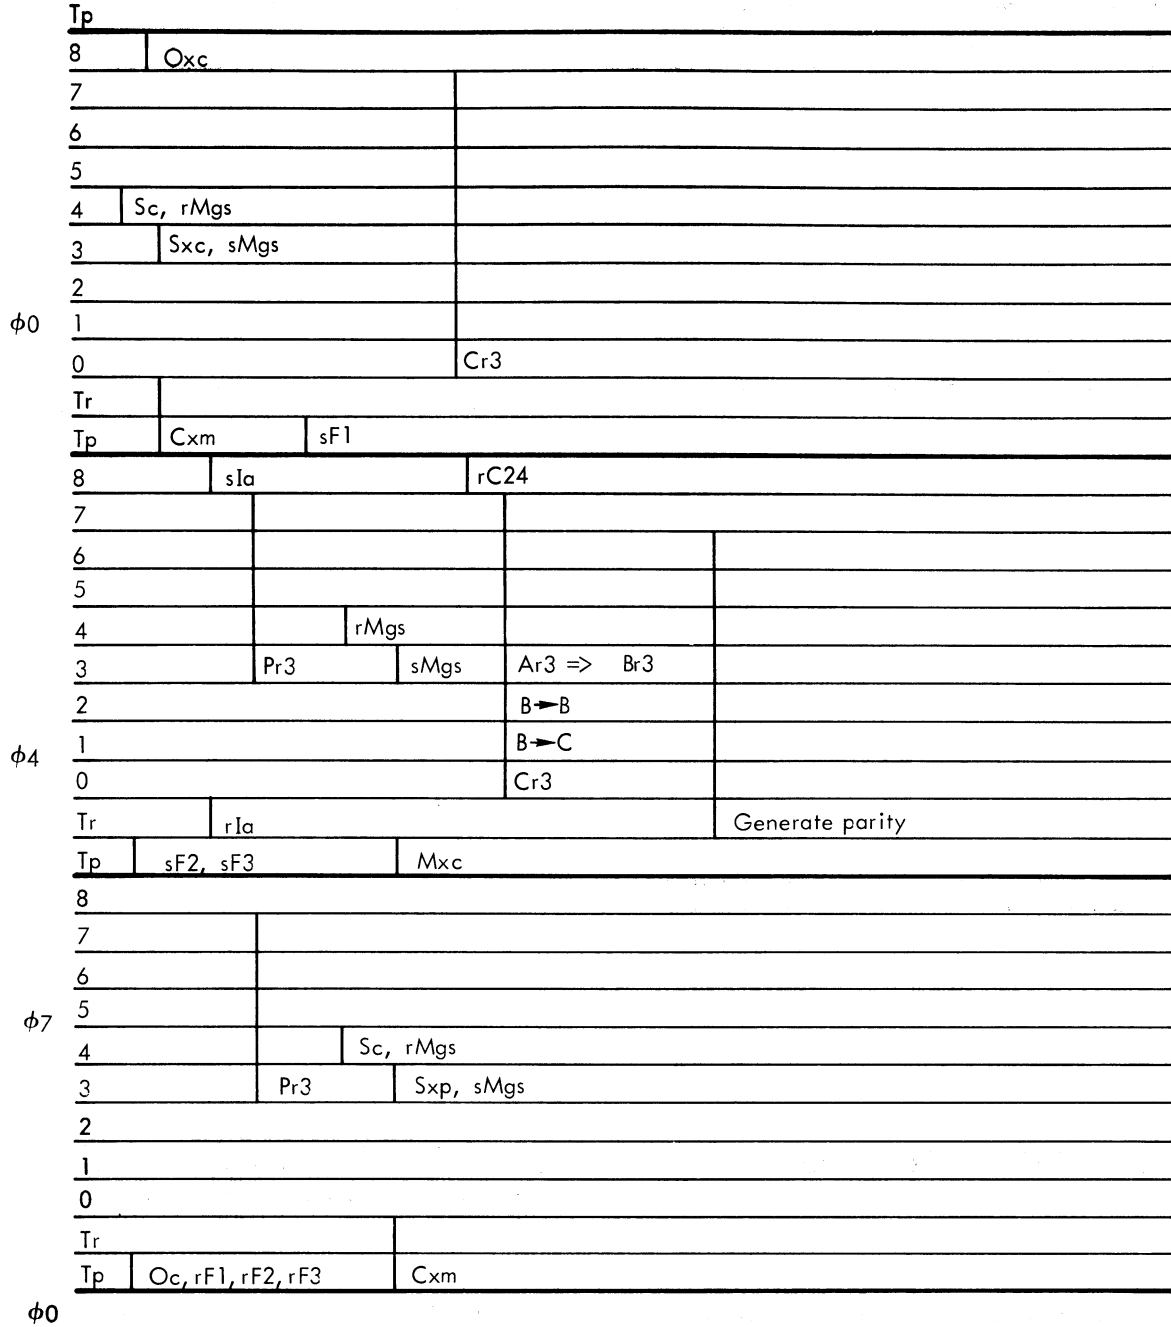 Tp
8 Oxc
7
6
5
4 Sc, rMgs
3 Sxc, sMgs
2
ϕ0 1
0 Cr3
Tr
Tp Cxm sF1
8 sIa rC24
7
6
5
4 rMgs
3 Pr3 sMgs Ar3 => Br3
2 B→B
ϕ4 1 B→C
0 Cr3
Tr rIa Generate parity
Tp sF2, sF3 Mxc
8
7
6
ϕ7 5
4 Sc, rMgs
3 Pr3 Sxp, sMgs
2
1
0
Tr
Tp Oc, rF1, rF2, rF3 Cxm
ϕ0